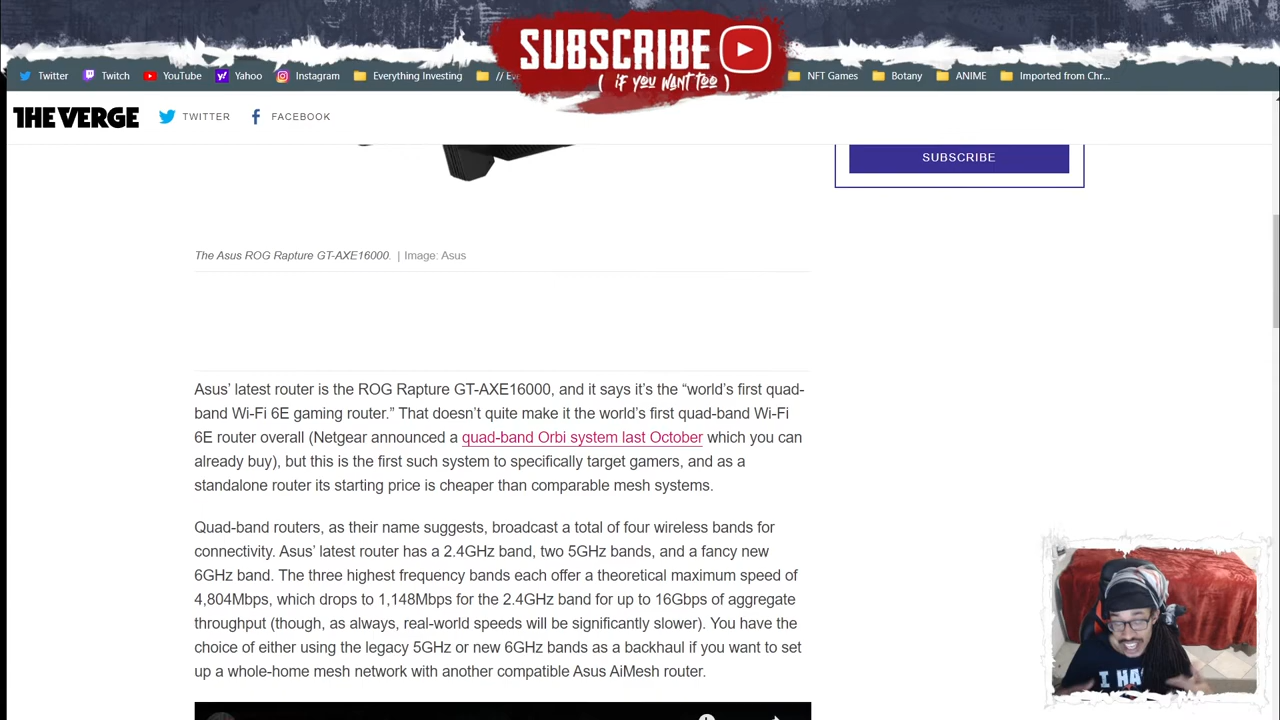 SUBSCRIBE
( if you want too )
Twitter
Twitch
YouTube
Yahoo
Instagram
Everything Investing
NFT Games
Botany
ANIME
Imported from Chr...
THE VERGE
TWITTER
FACEBOOK
SUBSCRIBE
The Asus ROG Rapture GT-AXE16000. | Image: Asus
Asus’ latest router is the ROG Rapture GT-AXE16000, and it says it’s the “world’s first quad-
band Wi-Fi 6E gaming router.” That doesn’t quite make it the world’s first quad-band Wi-Fi
6E router overall (Netgear announced a quad-band Orbi system last October which you can
already buy), but this is the first such system to specifically target gamers, and as a
standalone router its starting price is cheaper than comparable mesh systems.
Quad-band routers, as their name suggests, broadcast a total of four wireless bands for
connectivity. Asus’ latest router has a 2.4GHz band, two 5GHz bands, and a fancy new
6GHz band. The three highest frequency bands each offer a theoretical maximum speed of
4,804Mbps, which drops to 1,148Mbps for the 2.4GHz band for up to 16Gbps of aggregate
throughput (though, as always, real-world speeds will be significantly slower). You have the
choice of either using the legacy 5GHz or new 6GHz bands as a backhaul if you want to set
up a whole-home mesh network with another compatible Asus AiMesh router.
I HA